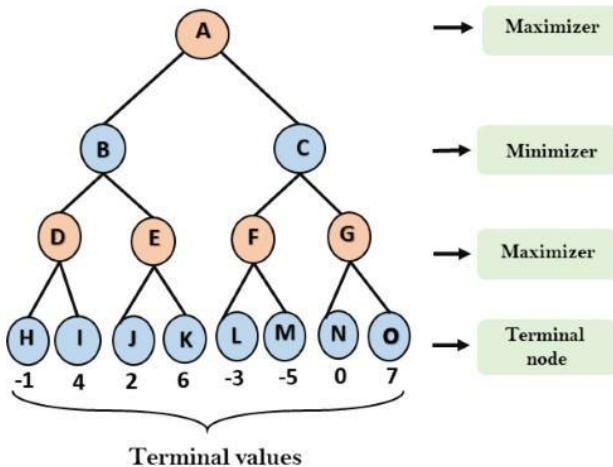 A
Maximizer
B C
Minimizer
D E F G
Maximizer
H I J K L M N O
Terminal
node
-1 4 2 6 -3 -5 0 7
Terminal values